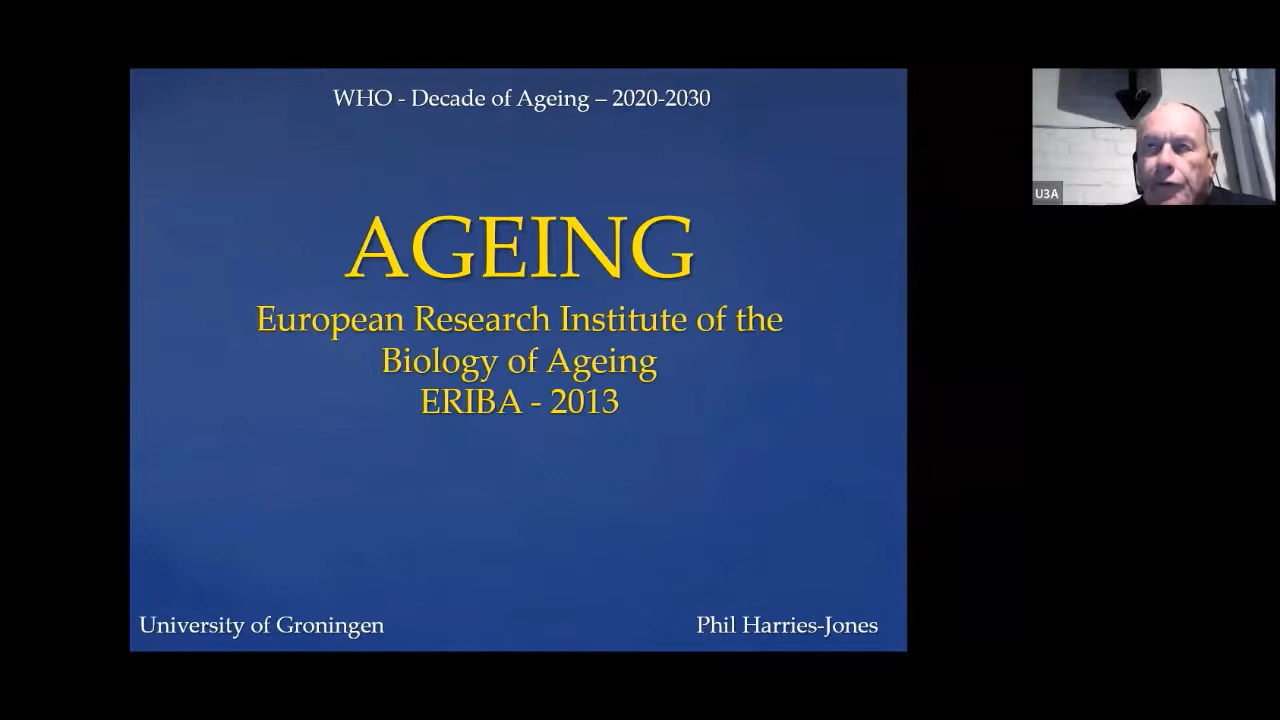 WHO - Decade of Ageing – 2020-2030
AGEING
European Research Institute of the
Biology of Ageing
ERIBA - 2013
University of Groningen
Phil Harries-Jones
U3A